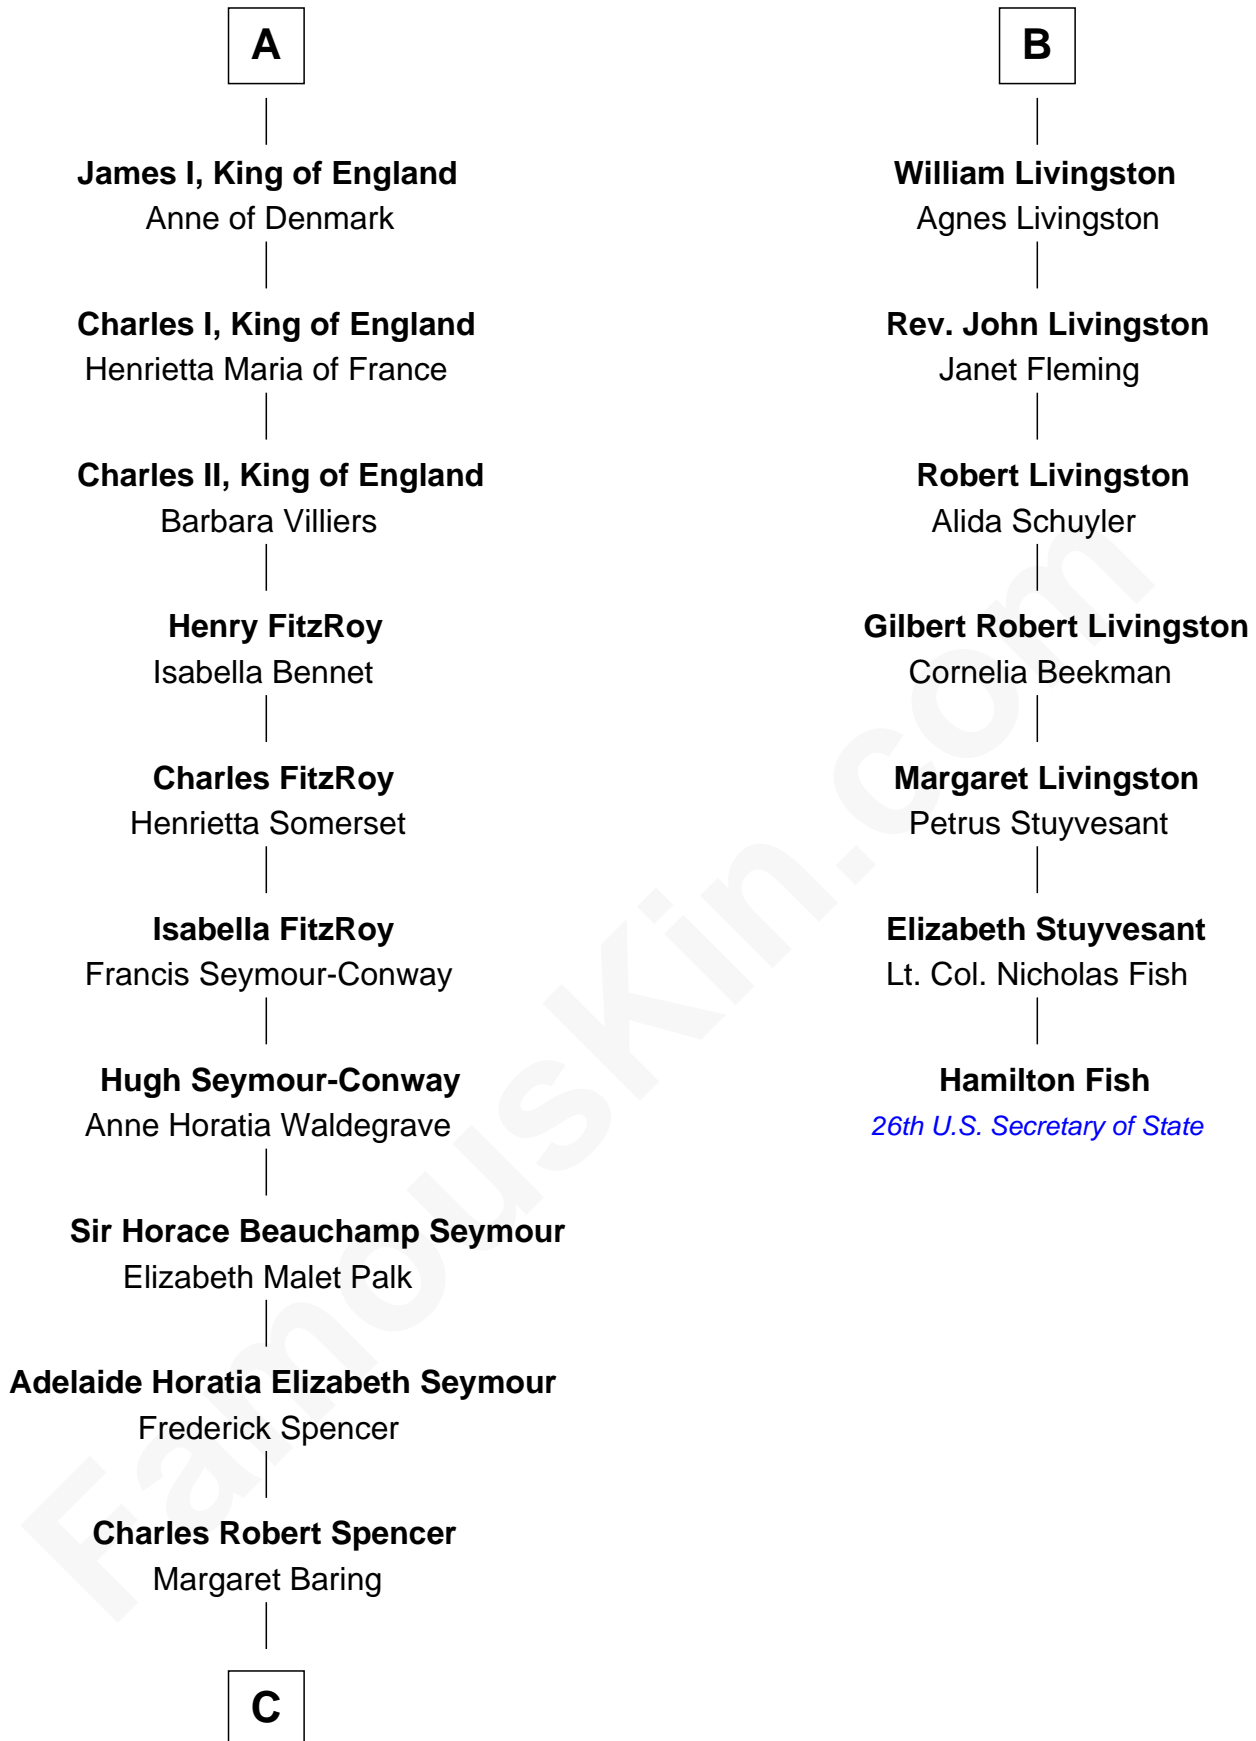 A
James I, King of England
Anne of Denmark
Charles I, King of England
Henrietta Maria of France
Charles II, King of England
Barbara Villiers
Henry FitzRoy
Isabella Bennet
Charles FitzRoy
Henrietta Somerset
Isabella FitzRoy
Francis Seymour-Conway
Hugh Seymour-Conway
Anne Horatia Waldegrave
Sir Horace Beauchamp Seymour
Elizabeth Malet Palk
Adelaide Horatia Elizabeth Seymour
Frederick Spencer
Charles Robert Spencer
Margaret Baring
C
B
William Livingston
Agnes Livingston
Rev. John Livingston
Janet Fleming
Robert Livingston
Alida Schuyler
Gilbert Robert Livingston
Cornelia Beekman
Margaret Livingston
Petrus Stuyvesant
Elizabeth Stuyvesant
Lt. Col. Nicholas Fish
Hamilton Fish
26th U.S. Secretary of State
FamousKin.com